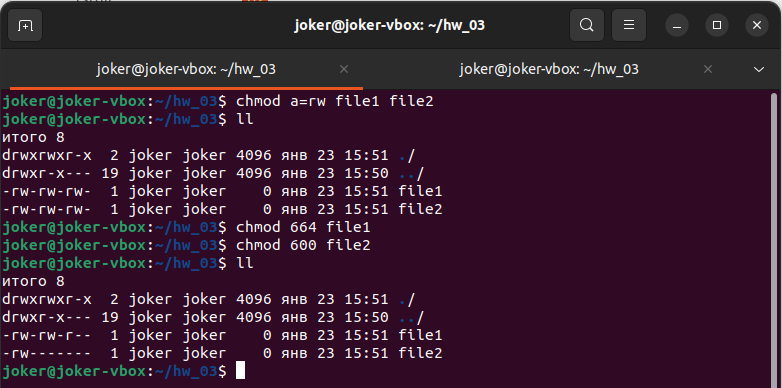 joker@joker-vbox: ~/hw_03
joker@joker-vbox: ~/hw_03 × joker@joker-vbox: ~/hw_03 ×
joker@joker-vbox:~/hw_03$ chmod a=rw file1 file2
joker@joker-vbox:~/hw_03$ ll
итого 8
drwxrwxr-x  2 joker joker 4096 янв 23 15:51 ./
drwxr-x--- 19 joker joker 4096 янв 23 15:50 ../
-rw-rw-rw-  1 joker joker    0 янв 23 15:51 file1
-rw-rw-rw-  1 joker joker    0 янв 23 15:51 file2
joker@joker-vbox:~/hw_03$ chmod 664 file1
joker@joker-vbox:~/hw_03$ chmod 600 file2
joker@joker-vbox:~/hw_03$ ll
итого 8
drwxrwxr-x  2 joker joker 4096 янв 23 15:51 ./
drwxr-x--- 19 joker joker 4096 янв 23 15:50 ../
-rw-rw-r--  1 joker joker    0 янв 23 15:51 file1
-rw-------  1 joker joker    0 янв 23 15:51 file2
joker@joker-vbox:~/hw_03$